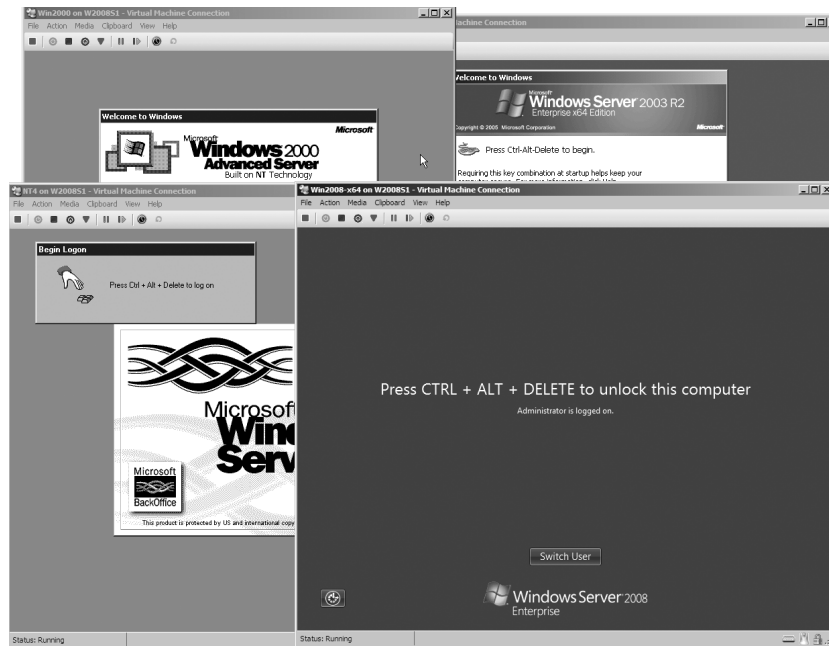 Win2000 on W2008S1 - Virtual Machine Connection
File Action Media Clipboard View Help
Welcome to Windows
Microsoft
Microsoft
Windows 2000
Advanced Server
Built on NT Technology
Machine Connection
Welcome to Windows
Microsoft
Windows Server 2003 R2
Enterprise x64 Edition
Copyright © 2005 Microsoft Corporation
Microsoft
Press Ctrl-Alt-Delete to begin.
Requiring this key combination at startup helps keep your
NT4 on W2008S1 - Virtual Machine Connection
File Action Media Clipboard View Help
Begin Logon
Press Ctrl + Alt + Delete to log on
Microsoft
Win
Serv
Microsoft
BackOffice
This product is protected by US and international copy
Status: Running
Win2008-x64 on W2008S1 - Virtual Machine Connection
File Action Media Clipboard View Help
Press CTRL + ALT + DELETE to unlock this computer
Administrator is logged on.
Switch User
Windows Server 2008
Enterprise
Status: Running